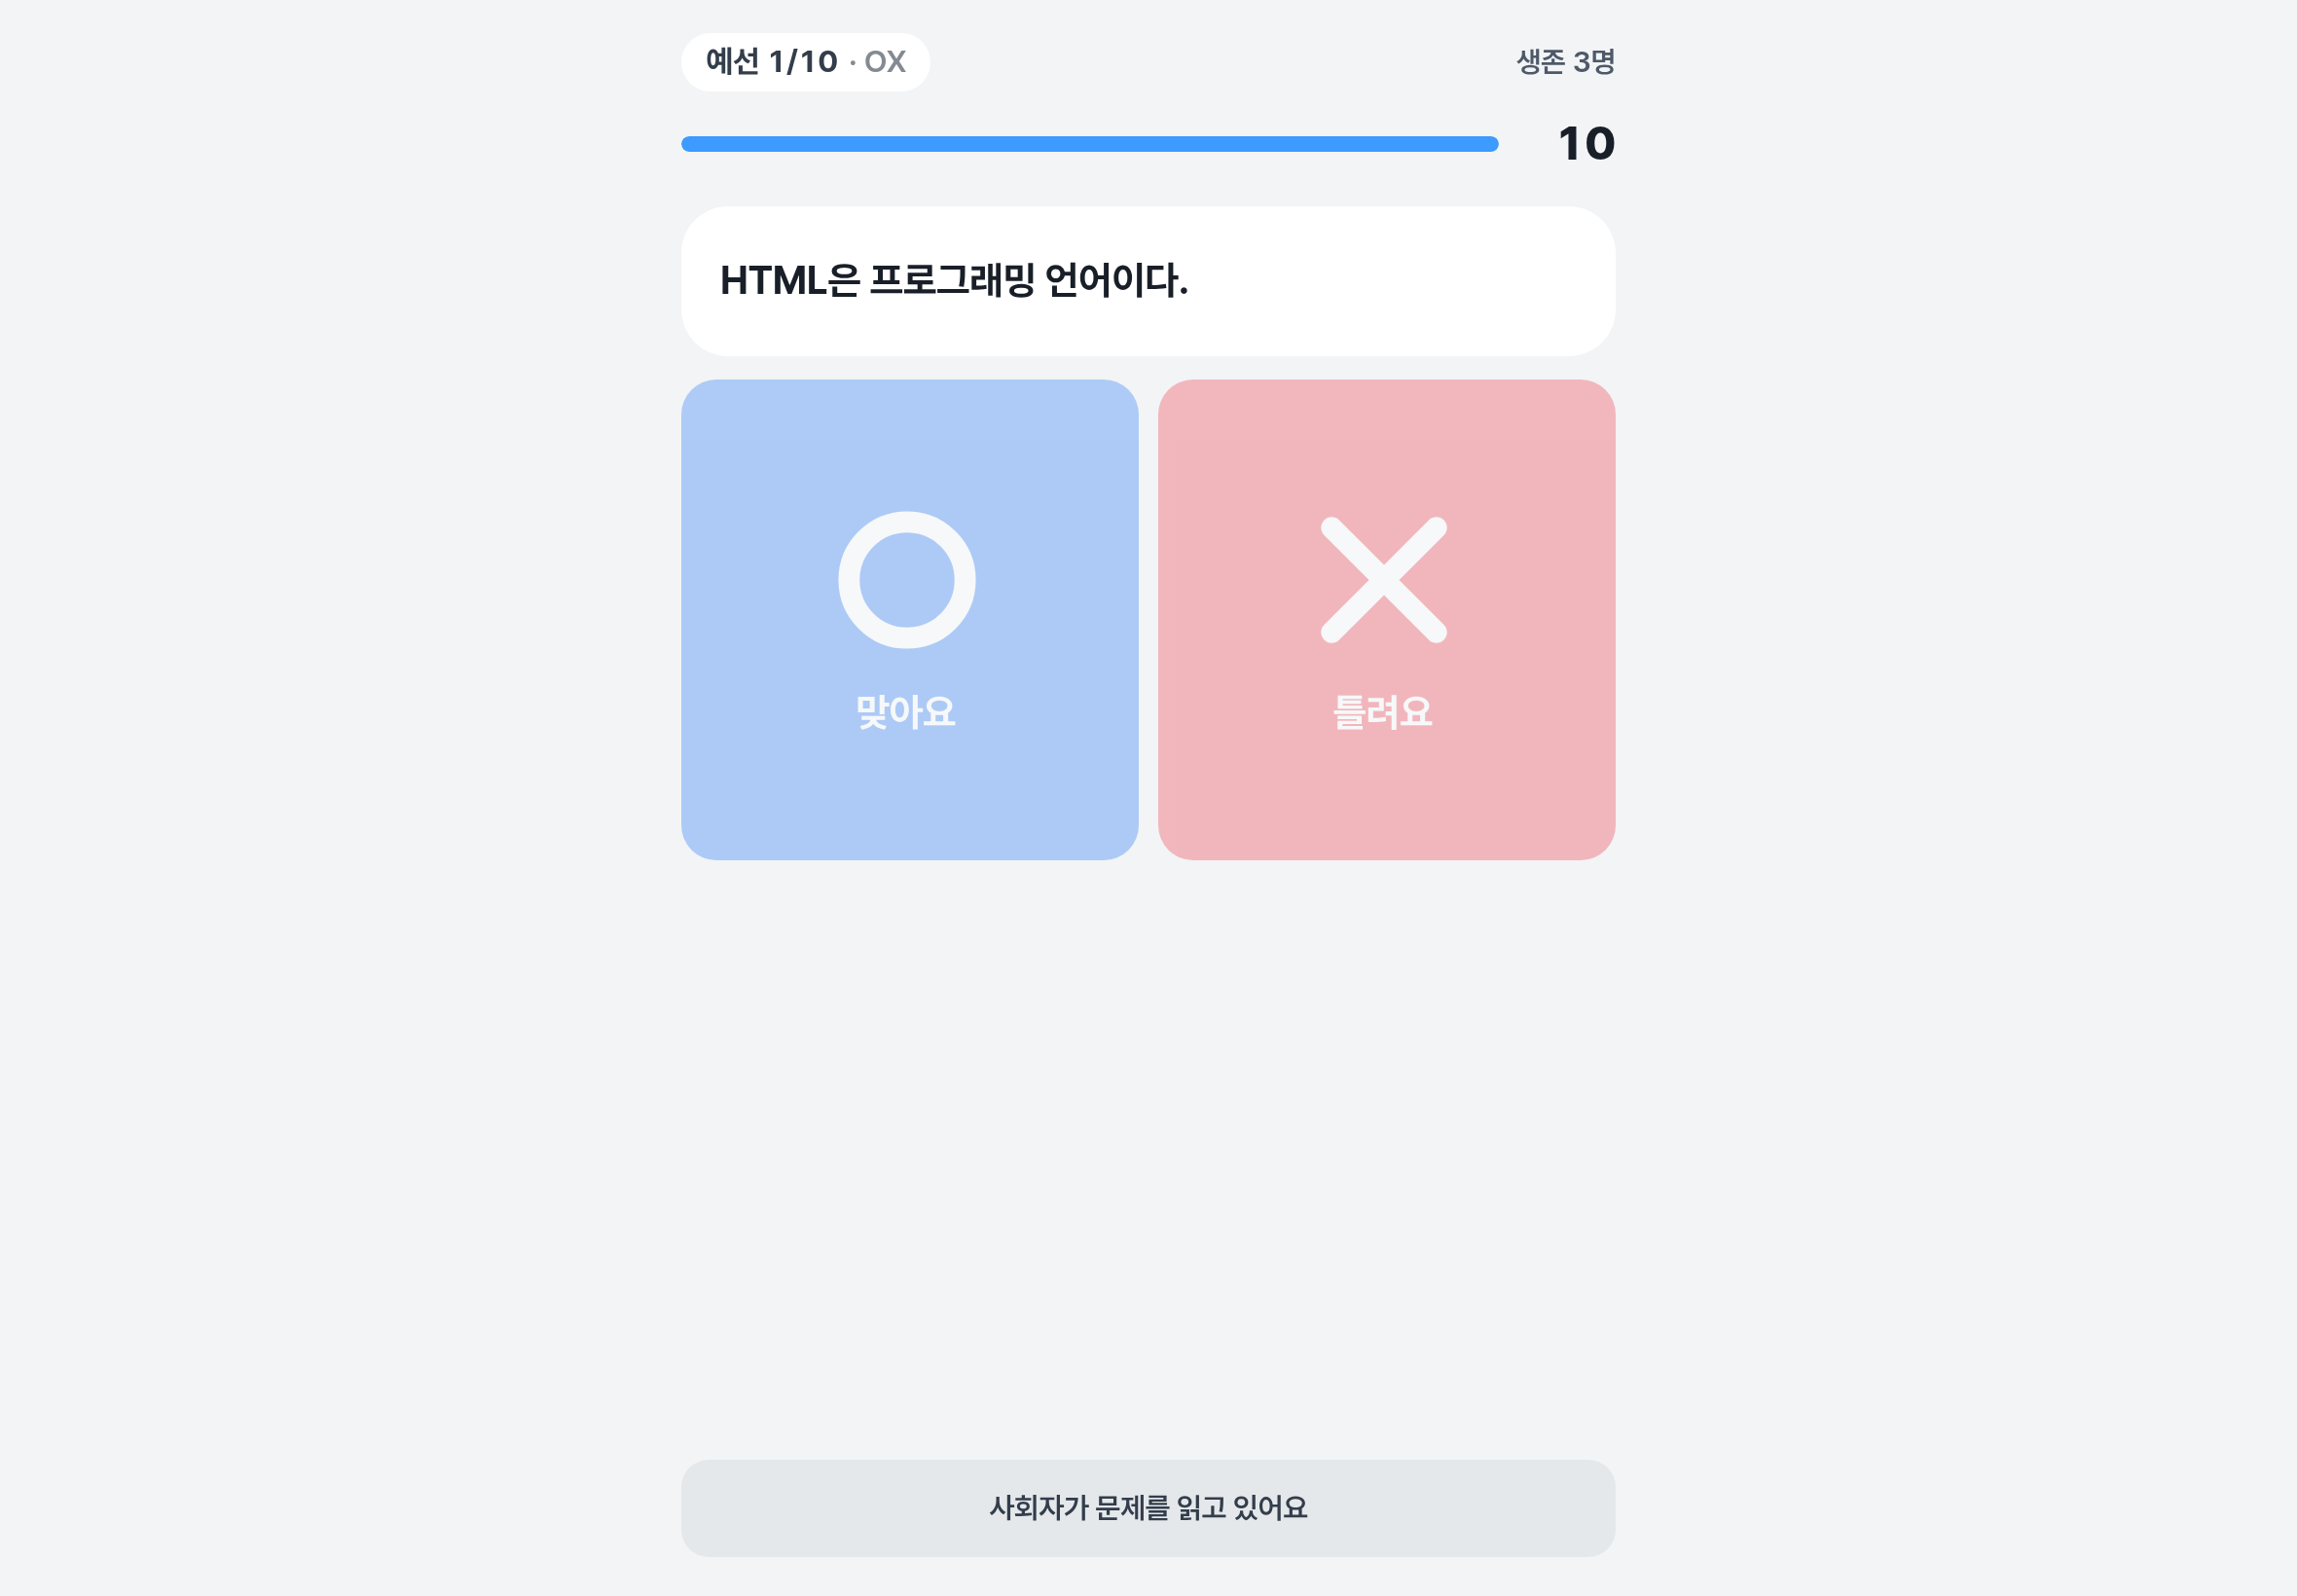 예선 1/10 · OX
생존 3명
10
HTML은 프로그래밍 언어이다.
맞아요
틀려요
사회자가 문제를 읽고 있어요